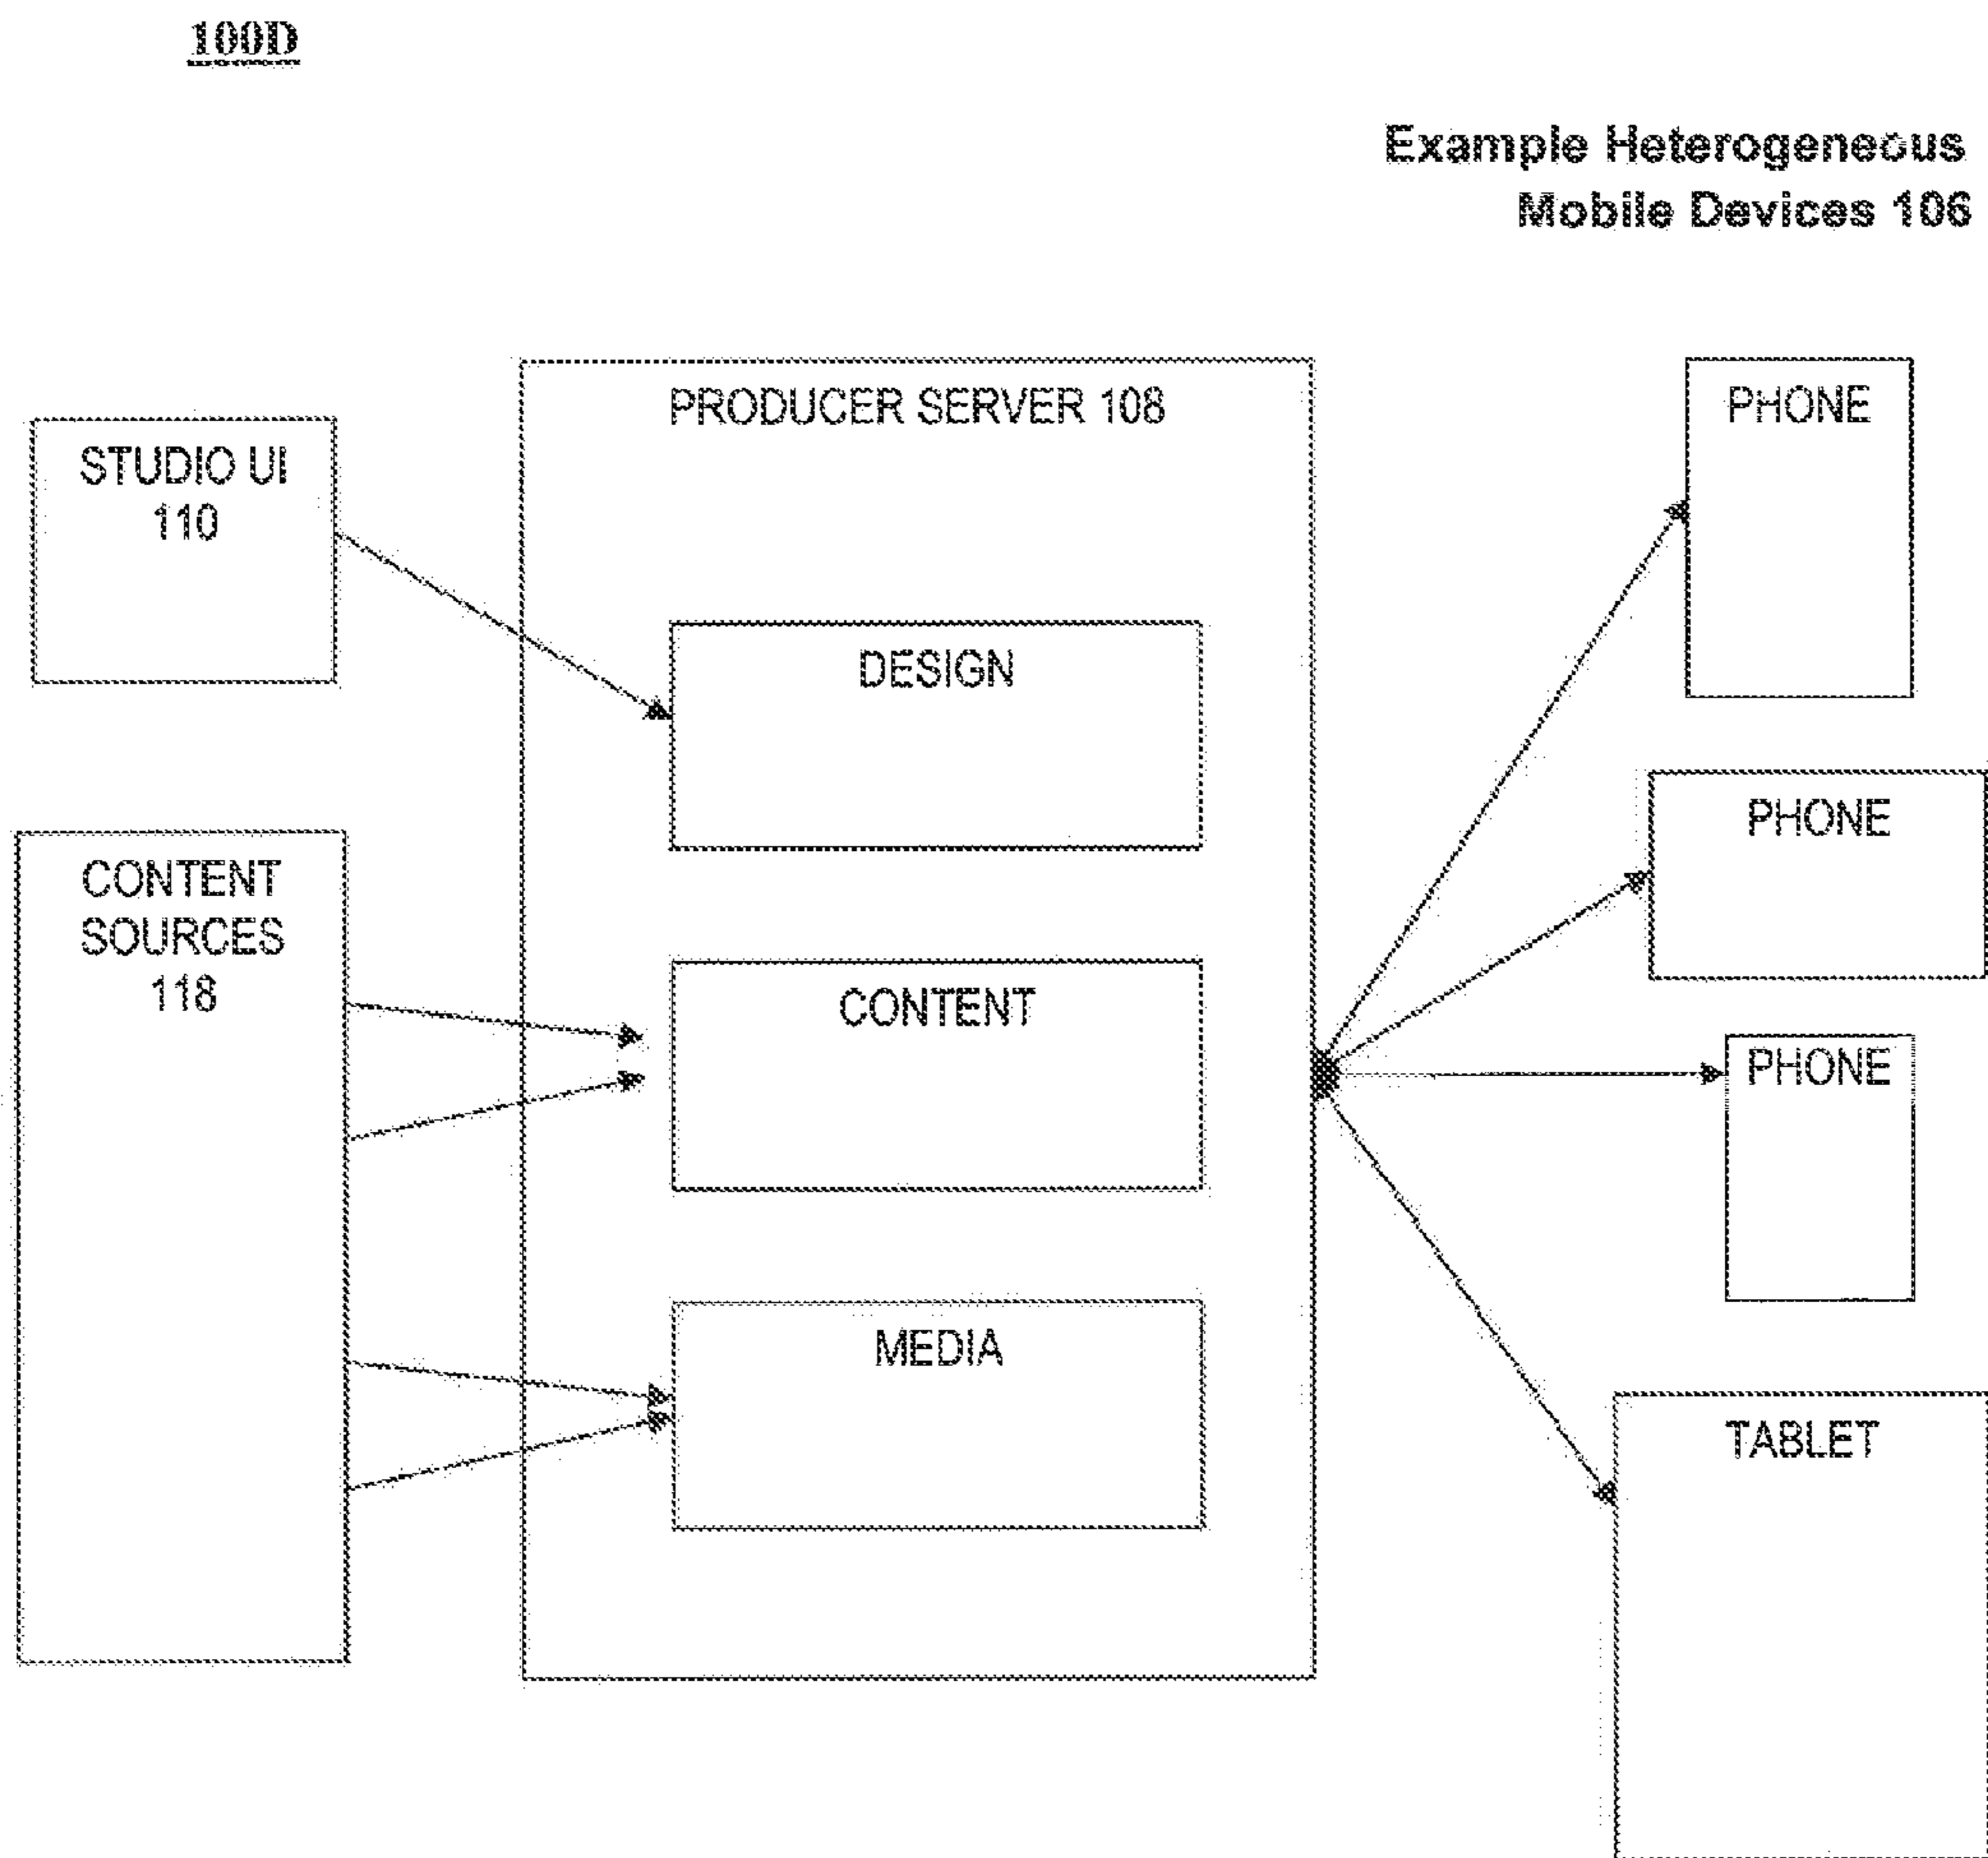 100D
Example Heterogeneous
Mobile Devices 106
STUDIO UI
110
CONTENT
SOURCES
118
PRODUCER SERVER 108
DESIGN
CONTENT
MEDIA
PHONE
PHONE
PHONE
TABLET